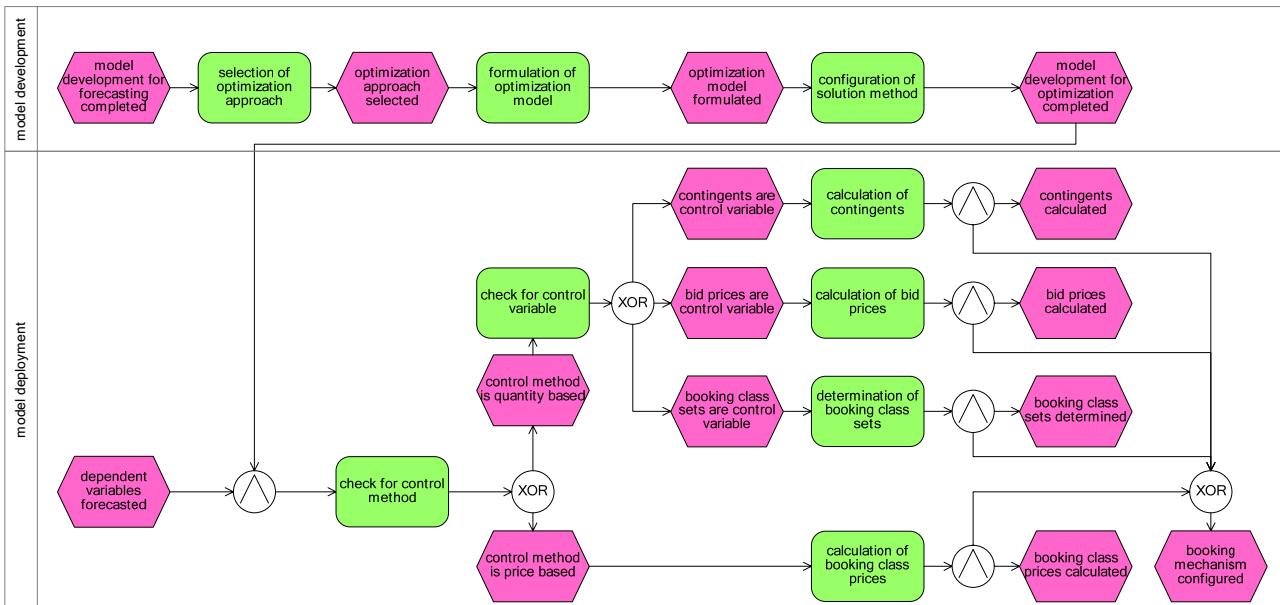 model development
model
development for
forecasting
completed
selection of
optimization
approach
optimization
approach
selected
formulation of
optimization
model
optimization
model
formulated
configuration of
solution method
model
development for
optimization
completed
model deployment
contingents are
control variable
calculation of
contingents
contingents
calculated
check for control
variable
XOR
bid prices are
control variable
calculation of bid
prices
bid prices
calculated
control method
is quantity based
booking class
sets are control
variable
determination of
booking class
sets
booking class
sets determined
dependent
variables
forecasted
check for control
method
XOR
XOR
control method
is price based
calculation of
booking class
prices
booking class
prices calculated
booking
mechanism
configured